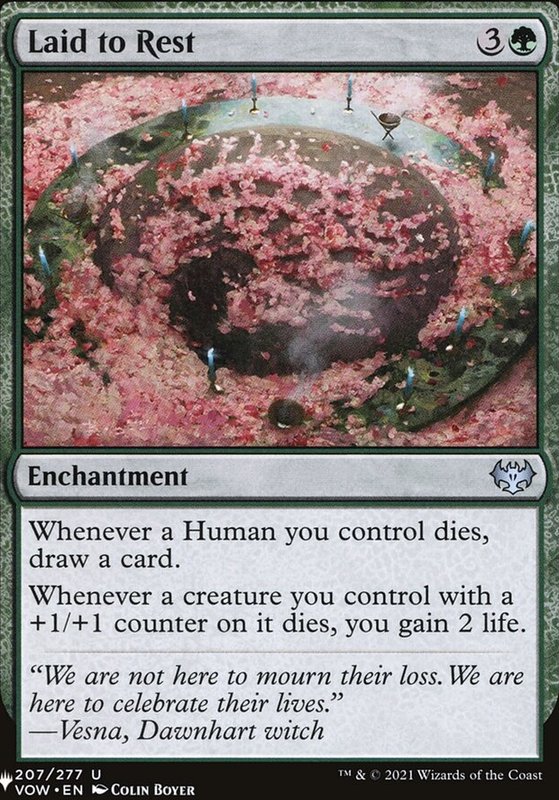 Laid to Rest 3
Enchantment
Whenever a Human you control dies,
draw a card.
Whenever a creature you control with a
+1/+1 counter on it dies, you gain 2 life.
“We are not here to mourn their loss. We are
here to celebrate their lives.”
—Vesna, Dawnhart witch
207/277 U
VOW • EN Colin Boyer
™ & © 2021 Wizards of the Coast